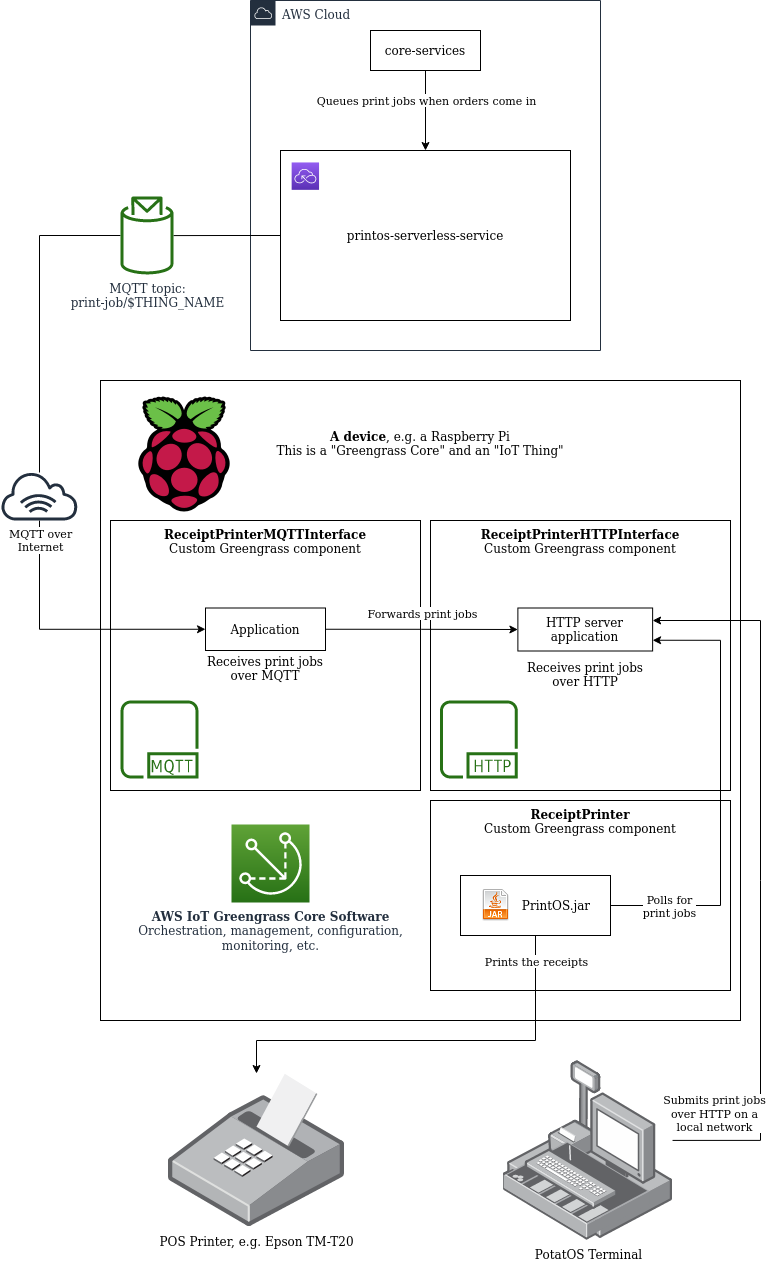 AWS Cloud
core-services
Queues print jobs when orders come in
printos-serverless-service
MQTT topic:
print-job/$THING_NAME
A device, e.g. a Raspberry Pi
This is a "Greengrass Core" and an "IoT Thing"
MQTT over
Internet
ReceiptPrinterMQTTInterface
Custom Greengrass component
Application
Receives print jobs
over MQTT
MQTT
Forwards print jobs
ReceiptPrinterHTTPInterface
Custom Greengrass component
HTTP server
application
Receives print jobs
over HTTP
HTTP
AWS IoT Greengrass Core Software
Orchestration, management, configuration,
monitoring, etc.
ReceiptPrinter
Custom Greengrass component
JAR
PrintOS.jar
Polls for
print jobs
Prints the receipts
Submits print jobs
over HTTP on a
local network
POS Printer, e.g. Epson TM-T20
PotatOS Terminal